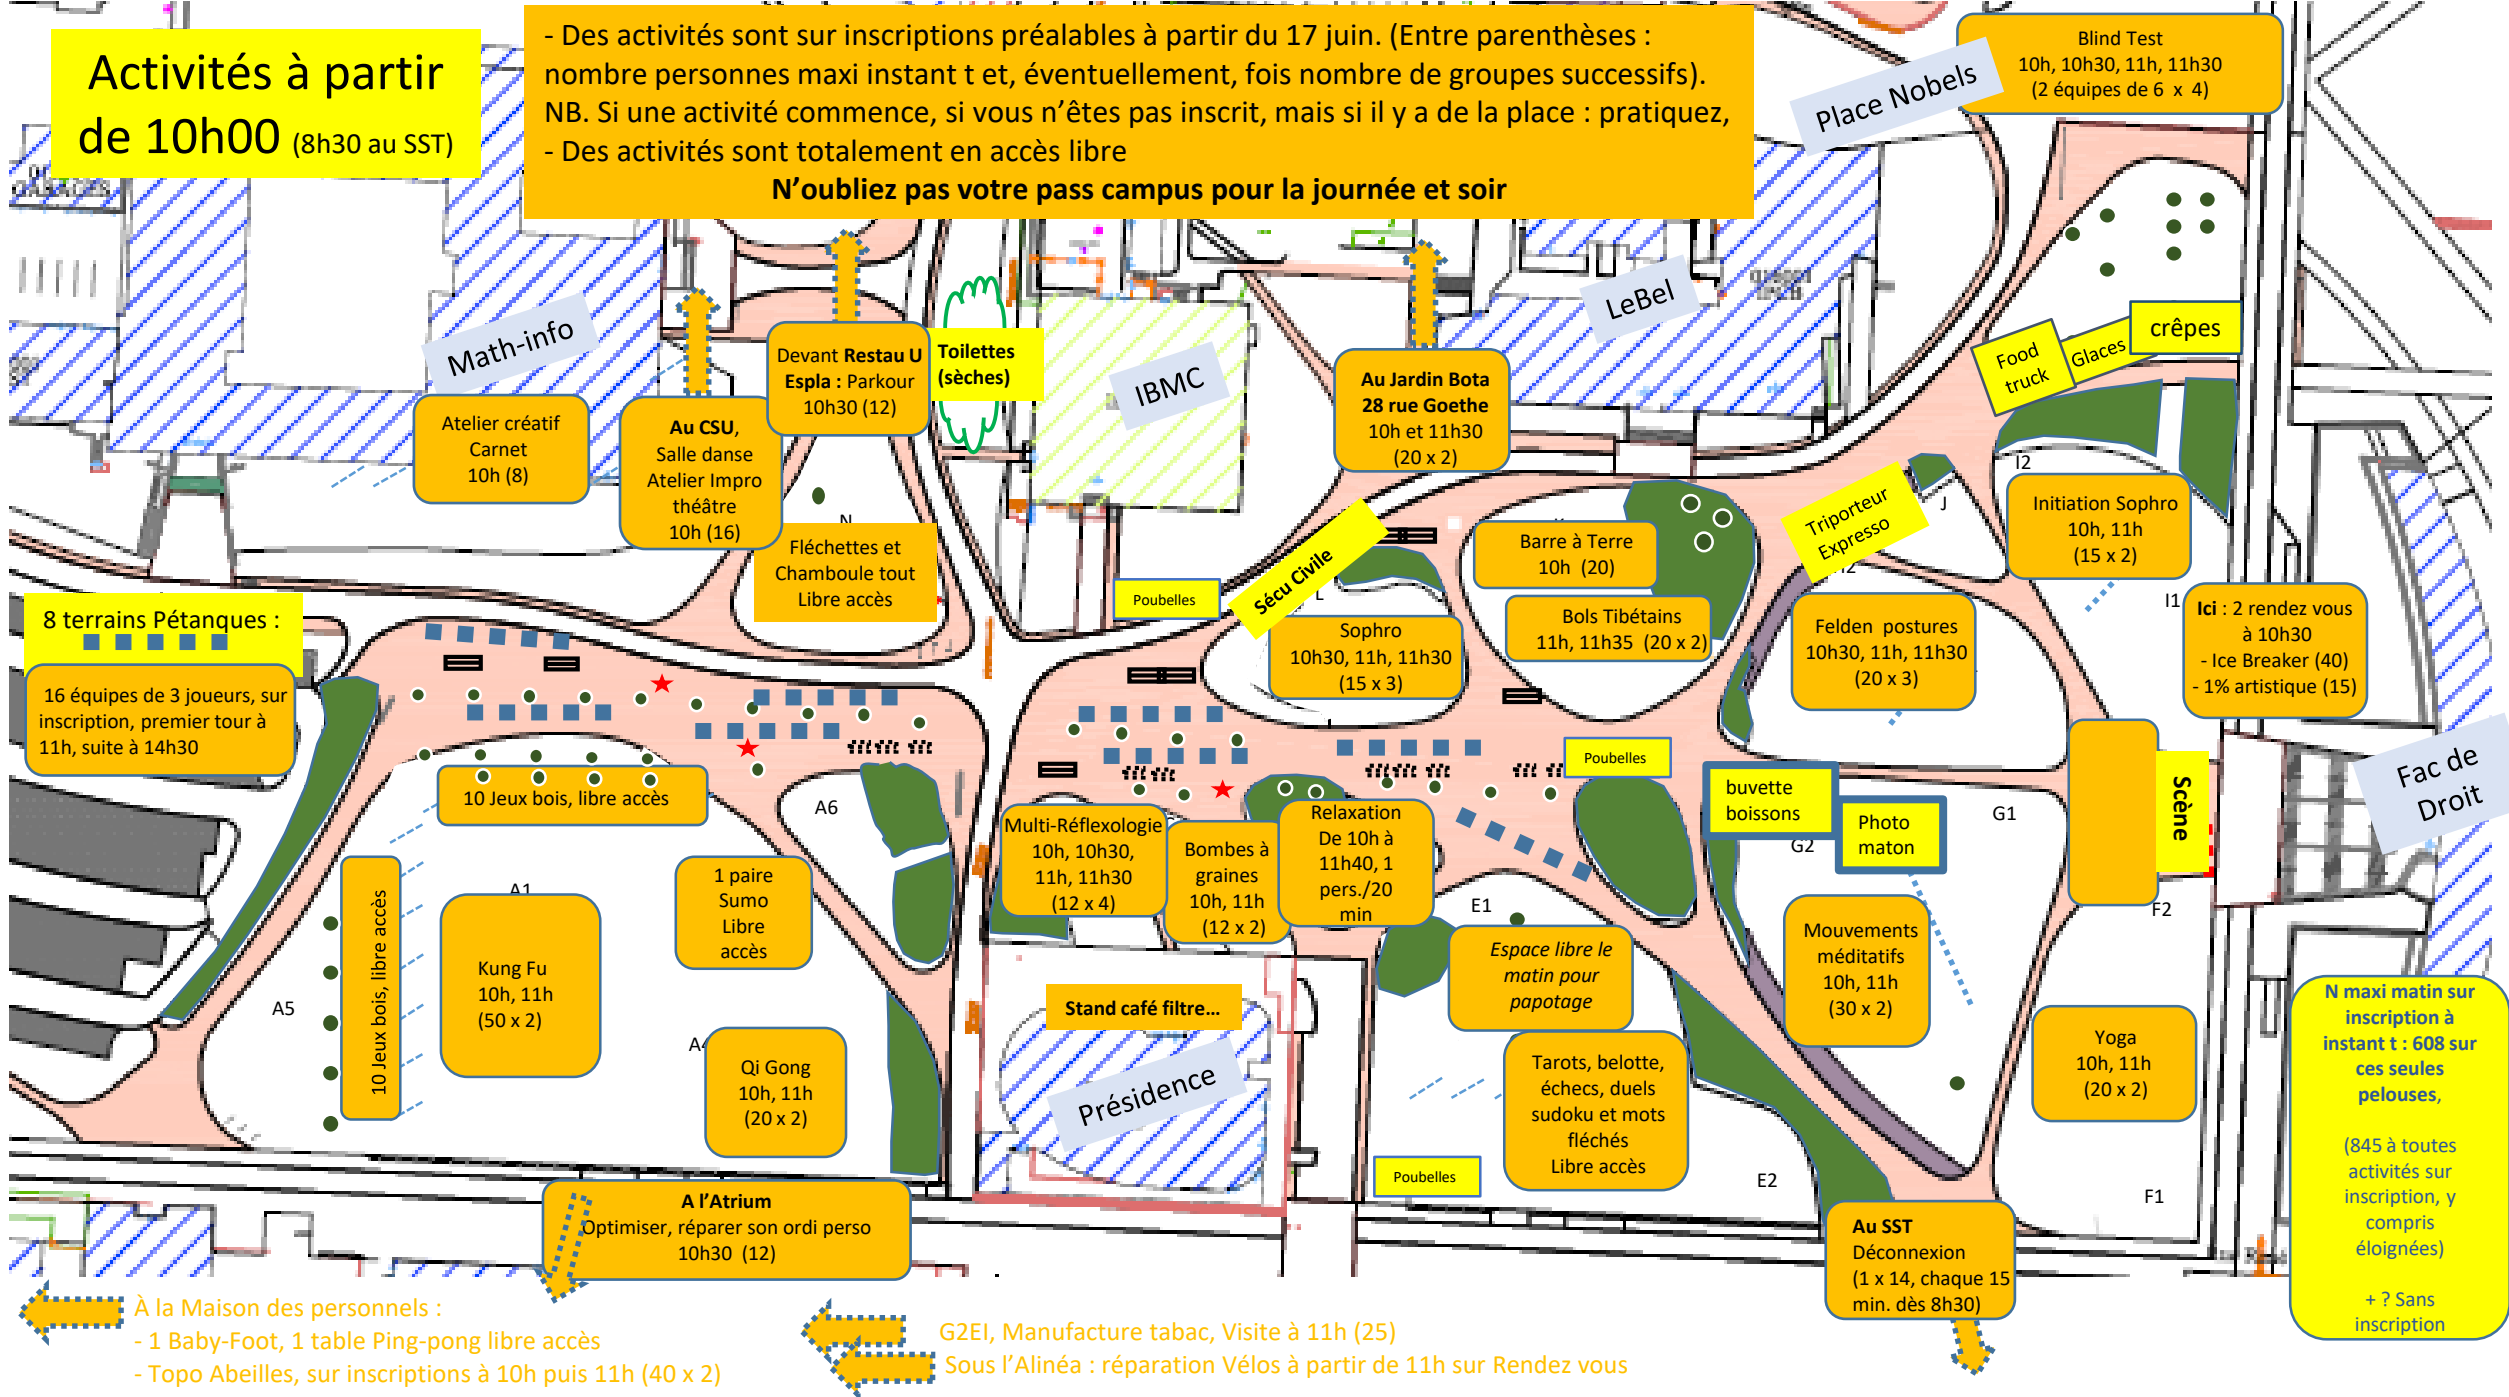 Activités à partir
de 10h00 (8h30 au SST)
- Des activités sont sur inscriptions préalables à partir du 17 juin. (Entre parenthèses :
nombre personnes maxi instant t et, éventuellement, fois nombre de groupes successifs).
NB. Si une activité commence, si vous n'êtes pas inscrit, mais si il y a de la place : pratiquez,
- Des activités sont totalement en accès libre
N'oubliez pas votre pass campus pour la journée et soir
Blind Test
10h, 10h30, 11h, 11h30
(2 équipes de 6 x 4)
Place Nobels
GARAGES
Math-info
Atelier créatif
Carnet
10h (8)
Au CSU,
Salle danse
Atelier Impro
théâtre
10h (16)
Devant Restau U
Espla : Parkour
10h30 (12)
Toilettes
(sèches)
IBMC
Au Jardin Bota
28 rue Goethe
10h et 11h30
(20 x 2)
LeBel
Food
truck
Glaces
crêpes
I2
J
Triporteur
Expresso
Initiation Sophro
10h, 11h
(15 x 2)
N
Fléchettes et
Chamboule tout
Libre accès
Poubelles
Sécu Civile
Barre à Terre
10h (20)
Bols Tibétains
11h, 11h35 (20 x 2)
L
Sophro
10h30, 11h, 11h30
(15 x 3)
Felden postures
10h30, 11h, 11h30
(20 x 3)
I1
Ici : 2 rendez vous
à 10h30
- Ice Breaker (40)
- 1% artistique (15)
8 terrains Pétanques :
16 équipes de 3 joueurs, sur
inscription, premier tour à
11h, suite à 14h30
10 Jeux bois, libre accès
A6
Poubelles
buvette
boissons
Photo
maton
G2
G1
Scène
Fac de
Droit
Multi-Réflexologie
10h, 10h30,
11h, 11h30
(12 x 4)
Bombes à
graines
10h, 11h
(12 x 2)
Relaxation
De 10h à
11h40, 1
pers./20
min
E1
F2
10 Jeux bois, libre accès
A1
Kung Fu
10h, 11h
(50 x 2)
1 paire
Sumo
Libre
accès
A5
A4
Qi Gong
10h, 11h
(20 x 2)
Stand café filtre…
Présidence
Espace libre le
matin pour
papotage
Tarots, belotte,
échecs, duels
sudoku et mots
fléchés
Libre accès
Mouvements
méditatifs
10h, 11h
(30 x 2)
Yoga
10h, 11h
(20 x 2)
Poubelles
E2
F1
N maxi matin sur
inscription à
instant t : 608 sur
ces seules
pelouses,
(845 à toutes
activités sur
inscription, y
compris
éloignées)
+ ? Sans
inscription
A l'Atrium
Optimiser, réparer son ordi perso
10h30 (12)
Au SST
Déconnexion
(1 x 14, chaque 15
min. dès 8h30)
À la Maison des personnels :
- 1 Baby-Foot, 1 table Ping-pong libre accès
- Topo Abeilles, sur inscriptions à 10h puis 11h (40 x 2)
G2EI, Manufacture tabac, Visite à 11h (25)
Sous l'Alinéa : réparation Vélos à partir de 11h sur Rendez vous